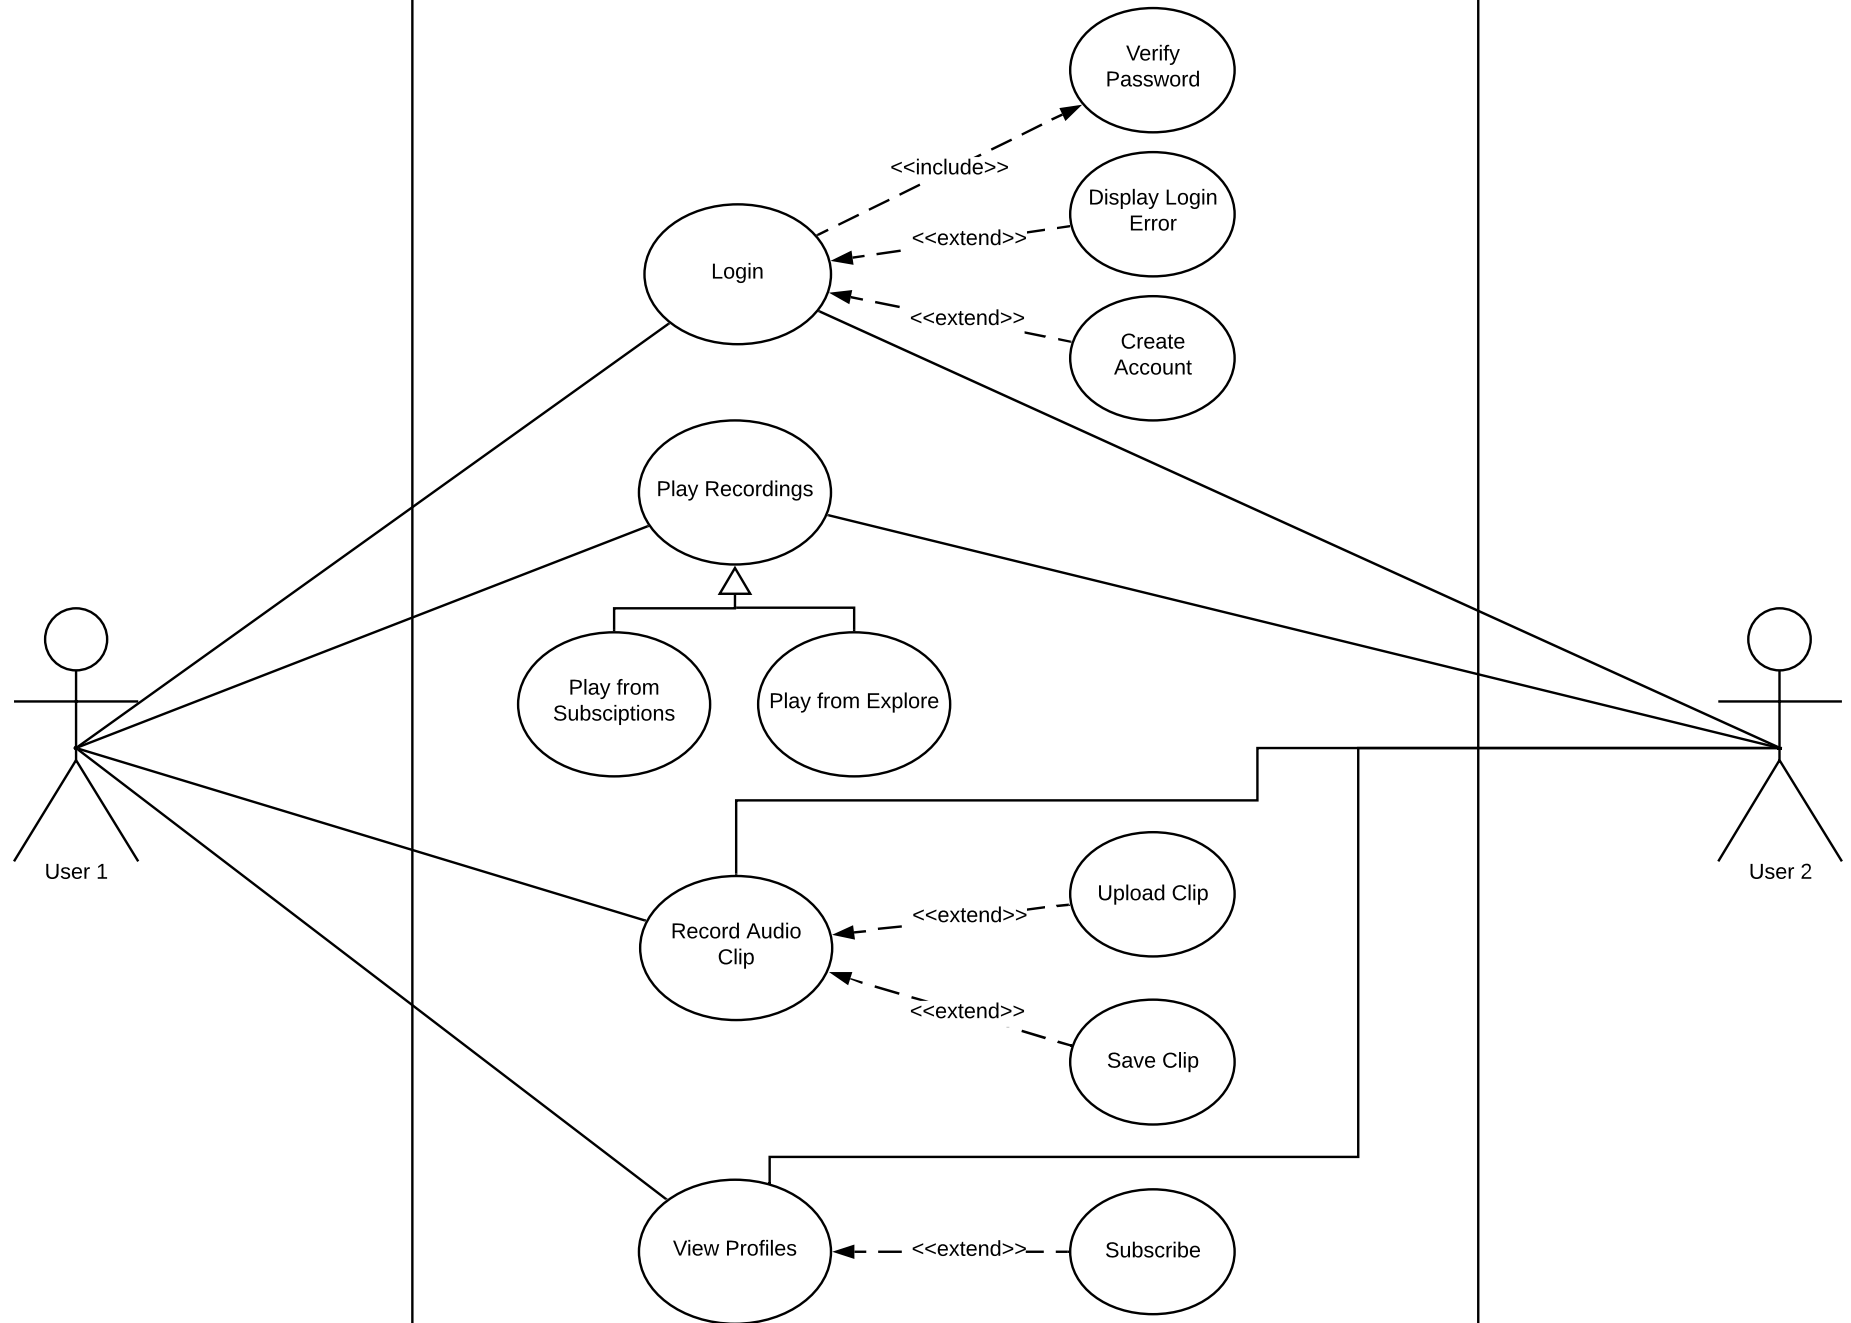 Verify
Password
<<include>>
Display Login
Error
<<extend>>
Login
<<extend>>
Create
Account
Play Recordings
Play from
Subsciptions
Play from Explore
User 1
User 2
Upload Clip
<<extend>>
Record Audio
Clip
<<extend>>
Save Clip
View Profiles
<<extend>>
Subscribe